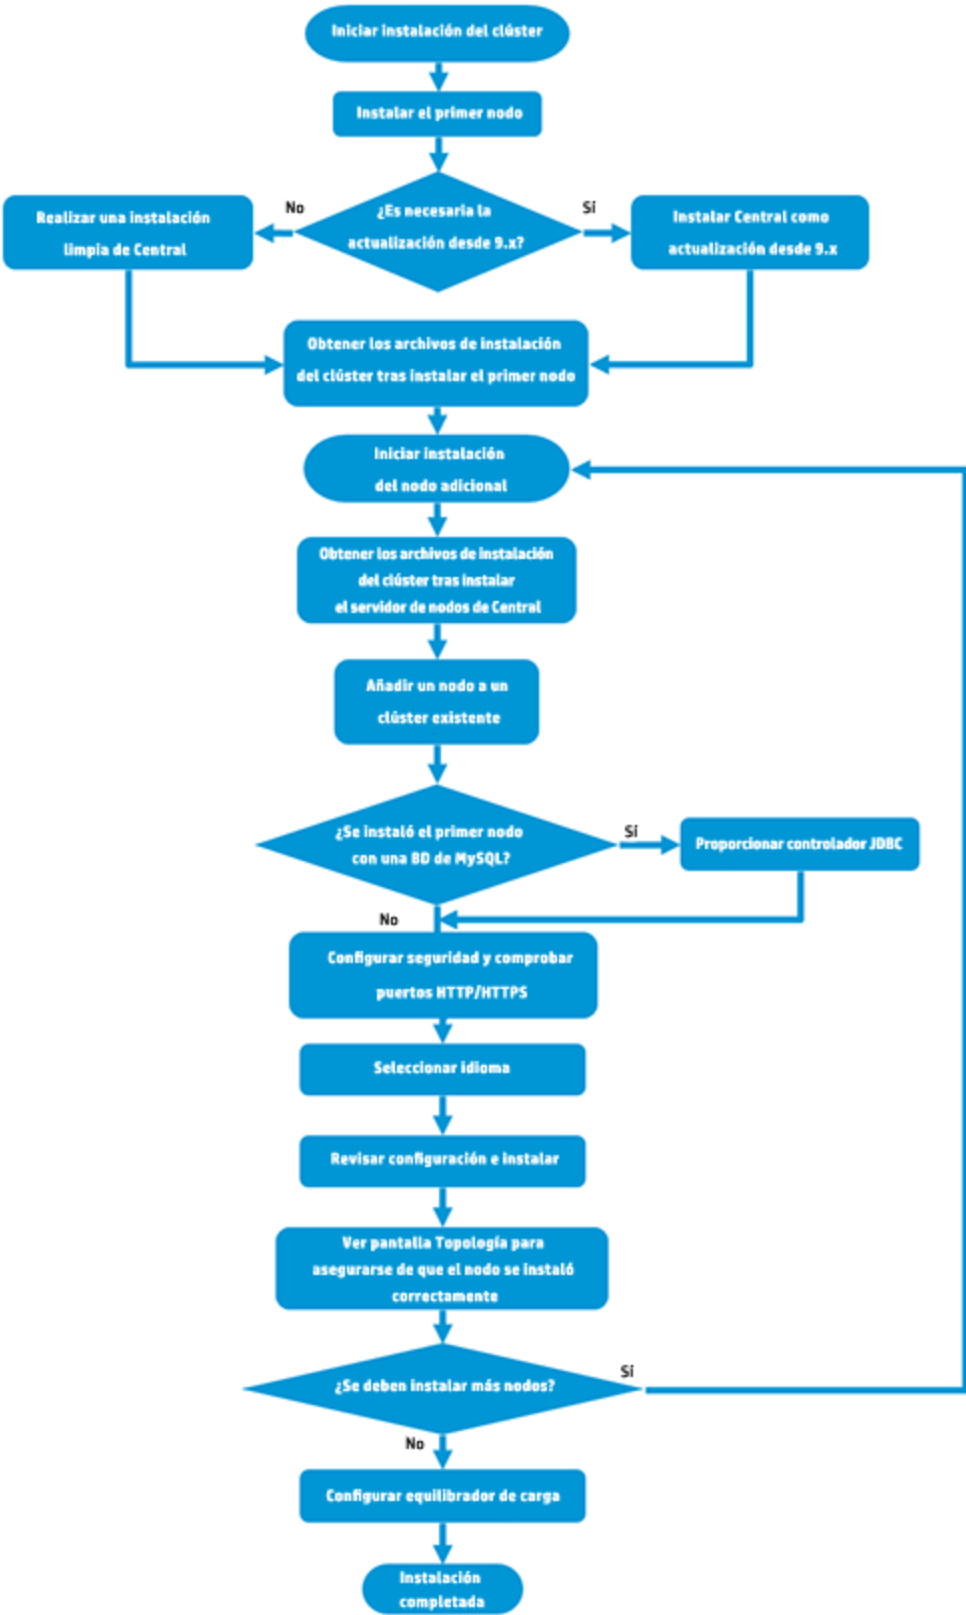 Iniciar instalación del clúster
Instalar el primer nodo
No
¿Es necesaria la
actualización desde 9.x?
Sí
Realizar una instalación
limpia de Central
Instalar Central como
actualización desde 9.x
Obtener los archivos de instalación
del clúster tras instalar el primer nodo
Iniciar instalación
del nodo adicional
Obtener los archivos de instalación
del clúster tras instalar
el servidor de nodos de Central
Añadir un nodo a un
clúster existente
¿Se instaló el primer nodo
con una BD de MySQL?
Sí
Proporcionar controlador JDBC
No
Configurar seguridad y comprobar
puertos HTTP/HTTPS
Seleccionar idioma
Revisar configuración e instalar
Ver pantalla Topología para
asegurarse de que el nodo se instaló
correctamente
¿Se deben instalar más nodos?
Sí
No
Configurar equilibrador de carga
Instalación
completada